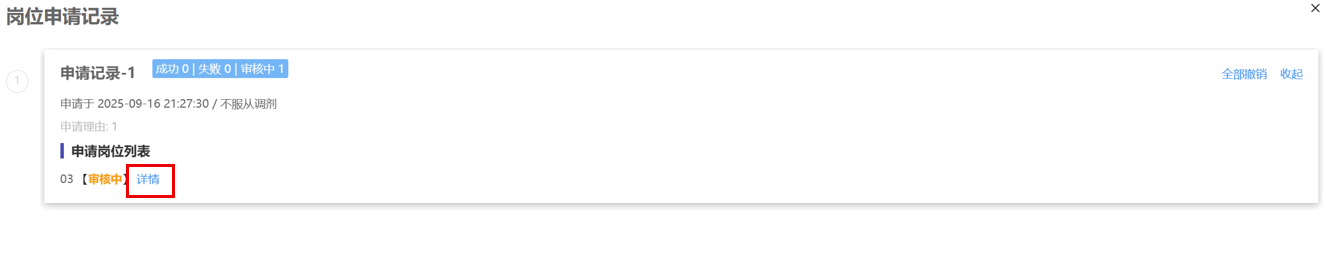 岗位申请记录
1
申请记录-1 成功 0 | 失败 0 | 审核中 1 全部撤销 收起
申请于 2025-09-16 21:27:30 / 不服从调剂
申请理由: 1
申请岗位列表
03 【审核中】 详情